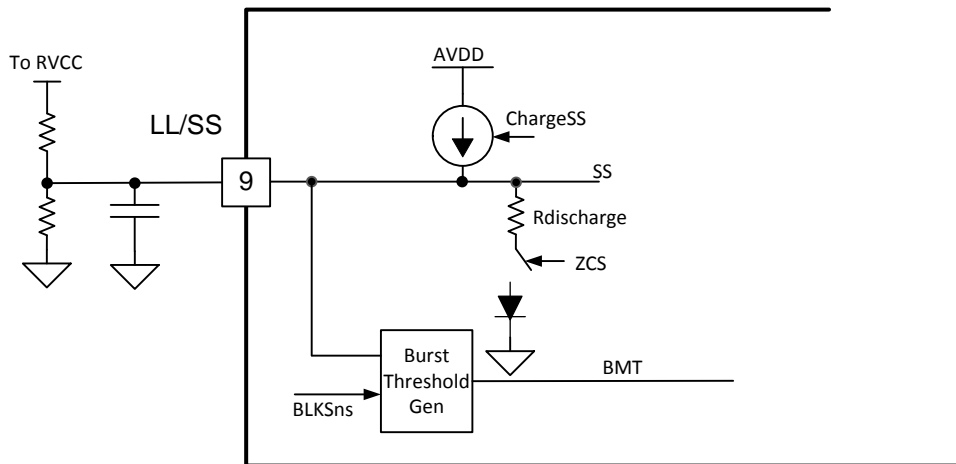 To RVCC
AVDD
LL/SS
ChargeSS
9
SS
Rdischarge
ZCS
Burst
Threshold
Gen
BMT
BLKSns